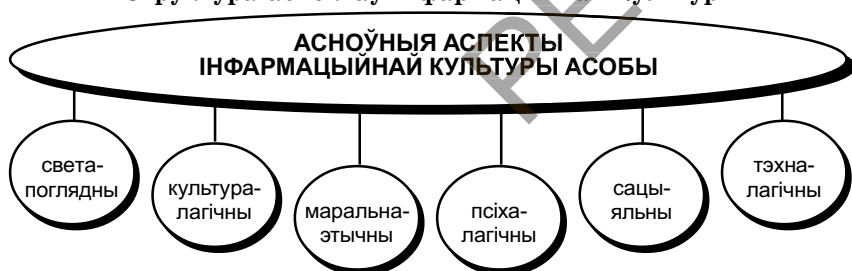 АСНОЎНЫЯ АСПЕКТЫ
ІНФАРМАЦЫЙНАЙ КУЛЬТУРЫ АСОБЫ
света-
поглядны
культура-
лагічны
маральна-
этычны
псіха-
лагічны
сацы-
яльны
тэхна-
лагічны